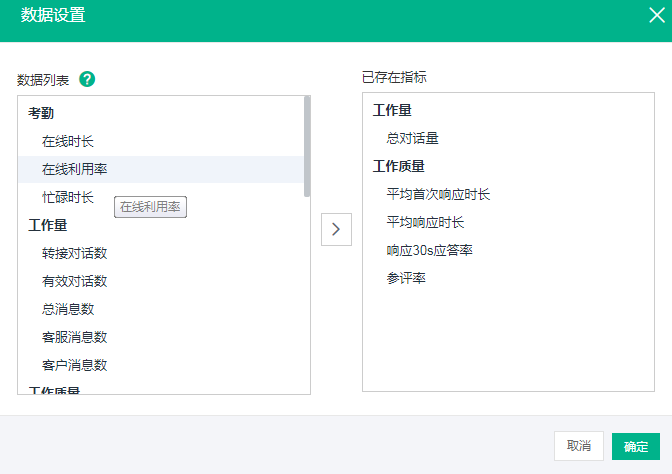 数据设置
数据列表 ?
考勤
在线时长
在线利用率
忙碌时长
在线利用率
工作量
转接对话数
有效对话数
总消息数
客服消息数
客户消息数
工作质量
已存在指标
工作量
总对话量
工作质量
平均首次响应时长
平均响应时长
响应30s应答率
参评率
取消
确定